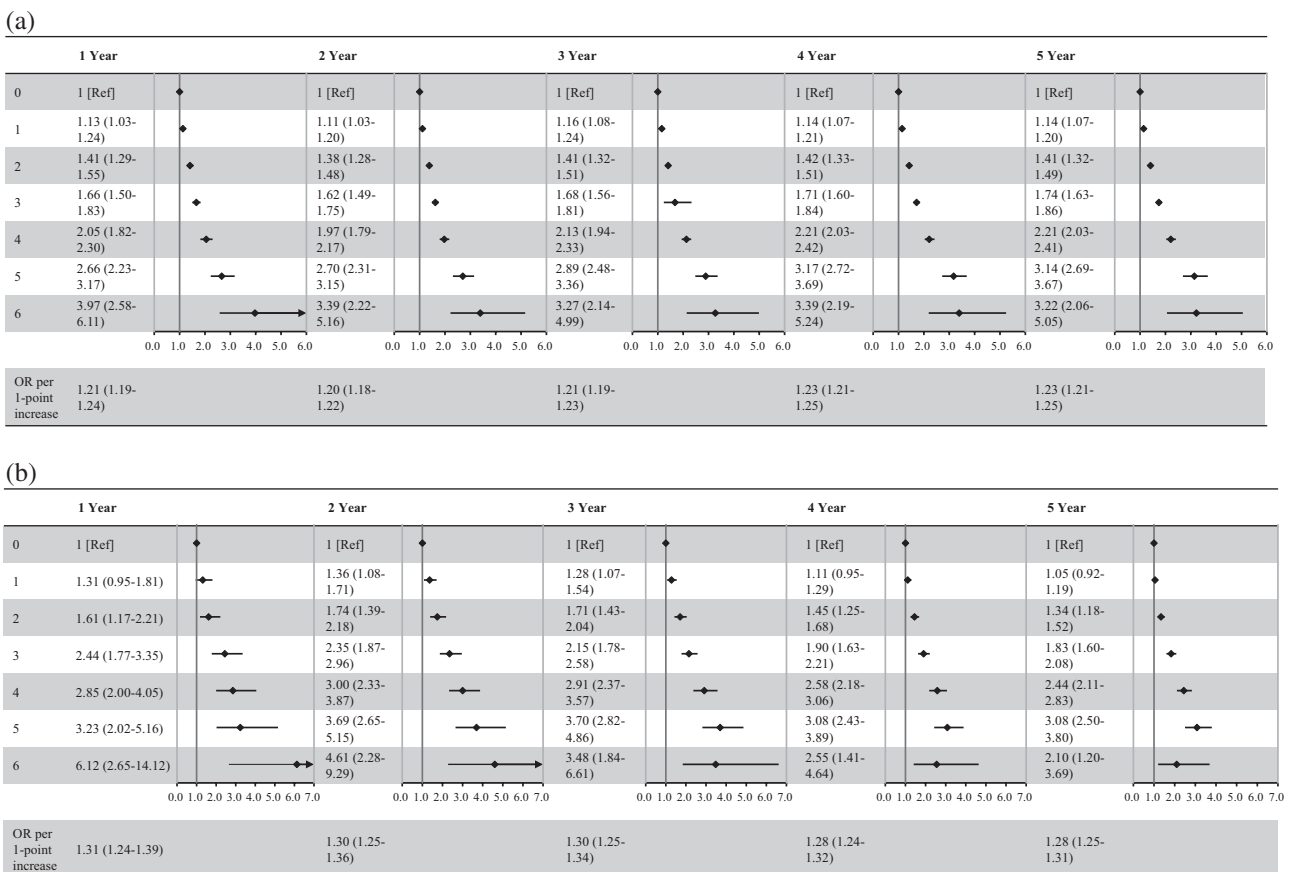 (a)
1 Year 2 Year 3 Year 4 Year 5 Year
0 1 [Ref] 1 [Ref] 1 [Ref] 1 [Ref] 1 [Ref]
1 1.13 (1.03- 1.11 (1.03- 1.16 (1.08- 1.14 (1.07- 1.14 (1.07-
1.24) 1.20) 1.24) 1.21) 1.20)
2 1.41 (1.29- 1.38 (1.28- 1.41 (1.32- 1.42 (1.33- 1.41 (1.32-
1.55) 1.48) 1.51) 1.51) 1.49)
3 1.66 (1.50- 1.62 (1.49- 1.68 (1.56- 1.71 (1.60- 1.74 (1.63-
1.83) 1.75) 1.81) 1.84) 1.86)
4 2.05 (1.82- 1.97 (1.79- 2.13 (1.94- 2.21 (2.03- 2.21 (2.03-
2.30) 2.17) 2.33) 2.42) 2.41)
5 2.66 (2.23- 2.70 (2.31- 2.89 (2.48- 3.17 (2.72- 3.14 (2.69-
3.17) 3.15) 3.36) 3.69) 3.67)
6 3.97 (2.58- 3.39 (2.22- 3.27 (2.14- 3.39 (2.19- 3.22 (2.06-
6.11) 5.16) 4.99) 5.24) 5.05)
0.0 1.0 2.0 3.0 4.0 5.0 6.0 0.0 1.0 2.0 3.0 4.0 5.0 6.0 0.0 1.0 2.0 3.0 4.0 5.0 6.0 0.0 1.0 2.0 3.0 4.0 5.0 6.0 0.0 1.0 2.0 3.0 4.0 5.0 6.0
OR per
1-point 1.21 (1.19- 1.20 (1.18- 1.21 (1.19- 1.23 (1.21- 1.23 (1.21-
increase 1.24) 1.22) 1.23) 1.25) 1.25)
(b)
1 Year 2 Year 3 Year 4 Year 5 Year
0 1 [Ref] 1 [Ref] 1 [Ref] 1 [Ref] 1 [Ref]
1 1.31 (0.95-1.81) 1.36 (1.08- 1.28 (1.07- 1.11 (0.95- 1.05 (0.92-
1.71) 1.54) 1.29) 1.19)
2 1.61 (1.17-2.21) 1.74 (1.39- 1.71 (1.43- 1.45 (1.25- 1.34 (1.18-
2.18) 2.04) 1.68) 1.52)
3 2.44 (1.77-3.35) 2.35 (1.87- 2.15 (1.78- 1.90 (1.63- 1.83 (1.60-
2.96) 2.58) 2.21) 2.08)
4 2.85 (2.00-4.05) 3.00 (2.33- 2.91 (2.37- 2.58 (2.18- 2.44 (2.11-
3.87) 3.57) 3.06) 2.83)
5 3.23 (2.02-5.16) 3.69 (2.65- 3.70 (2.82- 3.08 (2.43- 3.08 (2.50-
5.15) 4.86) 3.89) 3.80)
6 6.12 (2.65-14.12) 4.61 (2.28- 3.48 (1.84- 2.55 (1.41- 2.10 (1.20-
9.29) 6.61) 4.64) 3.69)
0.0 1.0 2.0 3.0 4.0 5.0 6.0 7.0 0.0 1.0 2.0 3.0 4.0 5.0 6.0 7.0 0.0 1.0 2.0 3.0 4.0 5.0 6.0 7.0 0.0 1.0 2.0 3.0 4.0 5.0 6.0 7.0 0.0 1.0 2.0 3.0 4.0 5.0 6.0 7.0
OR per
1-point 1.31 (1.24-1.39) 1.30 (1.25- 1.30 (1.25- 1.28 (1.24- 1.28 (1.25-
increase 1.36) 1.34) 1.32) 1.31)